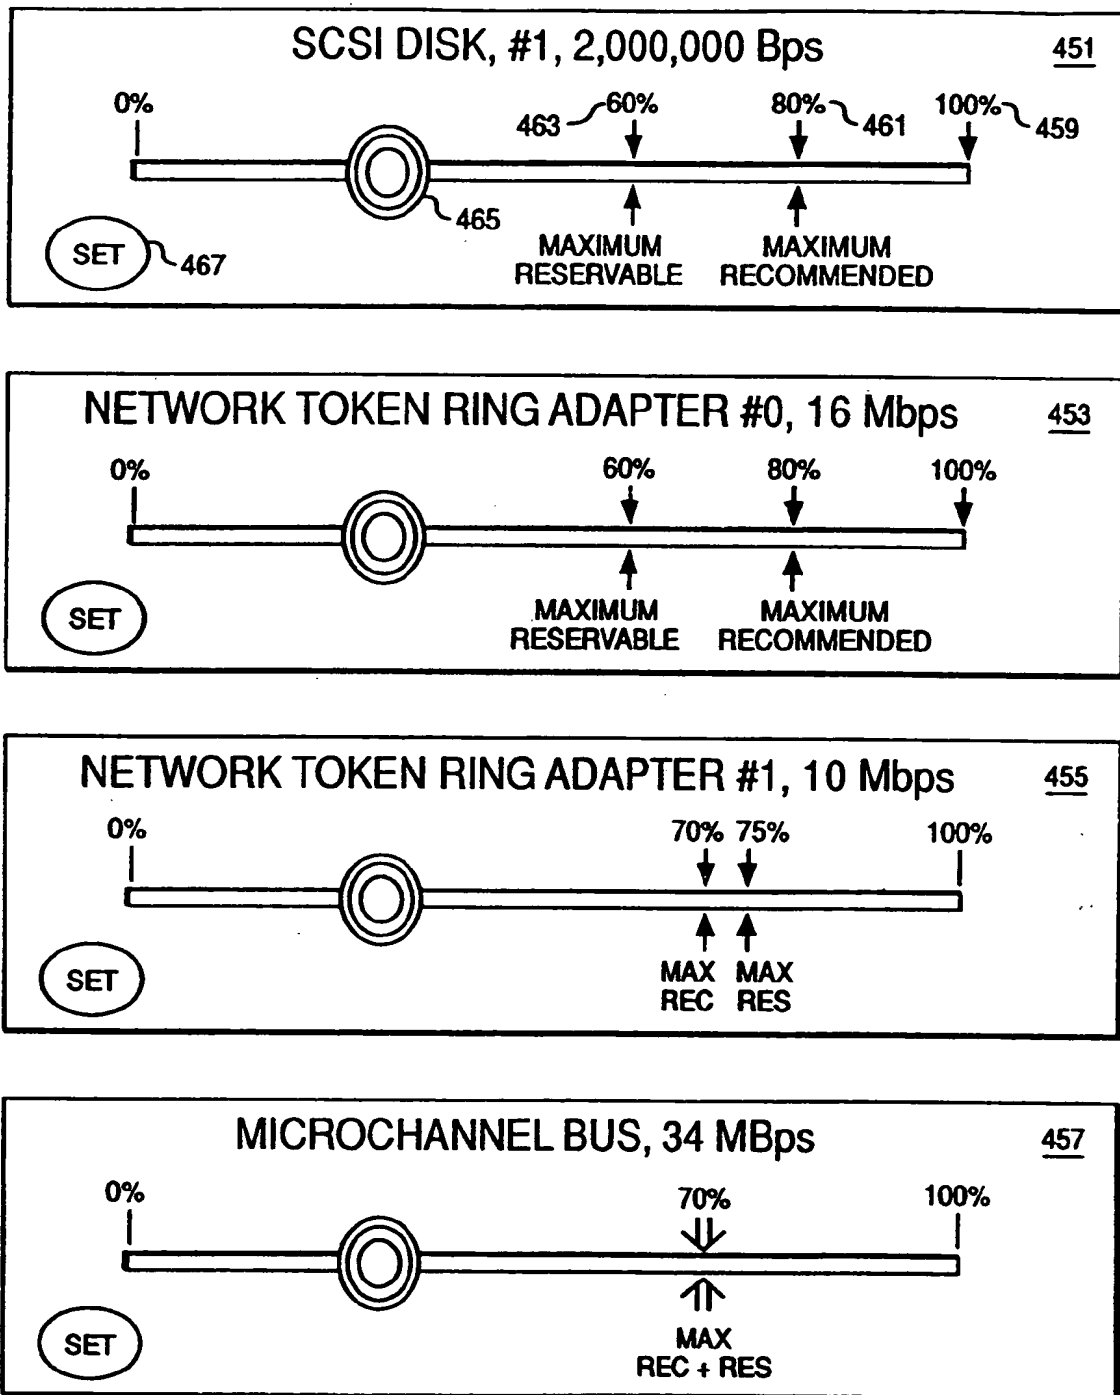 SCSI DISK, #1, 2,000,000 Bps
451
0%
463
60%
80%
461
100%
459
465
SET
467
MAXIMUM
RESERVABLE
MAXIMUM
RECOMMENDED
NETWORK TOKEN RING ADAPTER #0, 16 Mbps
453
0%
60%
80%
100%
SET
MAXIMUM
RESERVABLE
MAXIMUM
RECOMMENDED
NETWORK TOKEN RING ADAPTER #1, 10 Mbps
455
0%
70%
75%
100%
SET
MAX
REC
MAX
RES
MICROCHANNEL BUS, 34 MBps
457
0%
70%
100%
SET
MAX
REC + RES